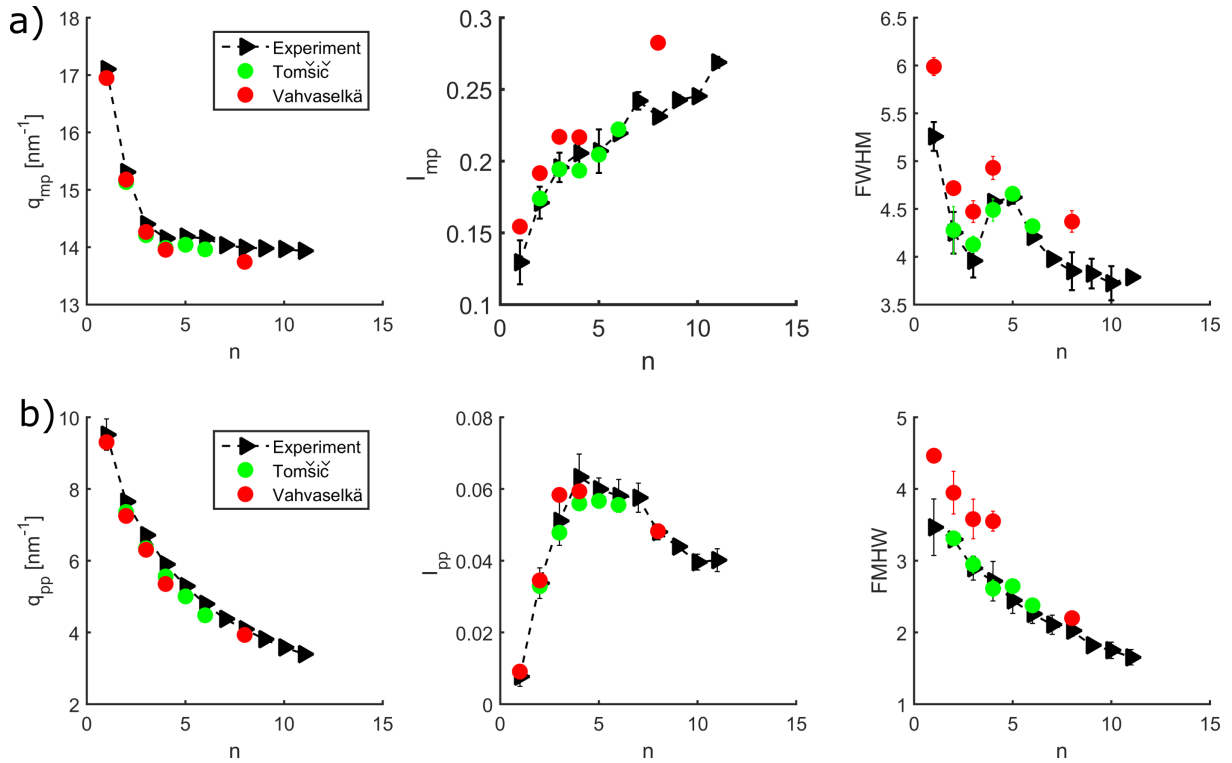 a)
18
17
16
15
14
13
0
5
10
15
q_mp [nm⁻¹]
n
Experiment
Tomšič
Vahvaselkä
0.3
0.25
0.2
0.15
0.1
0
5
10
15
I_mp
n
6.5
6
5.5
5
4.5
4
3.5
0
5
10
15
FWHM
n
b)
10
8
6
4
2
0
5
10
15
q_pp [nm⁻¹]
n
Experiment
Tomšič
Vahvaselkä
0.08
0.06
0.04
0.02
0
0
5
10
15
I_pp
n
5
4
3
2
1
0
5
10
15
FMHW
n